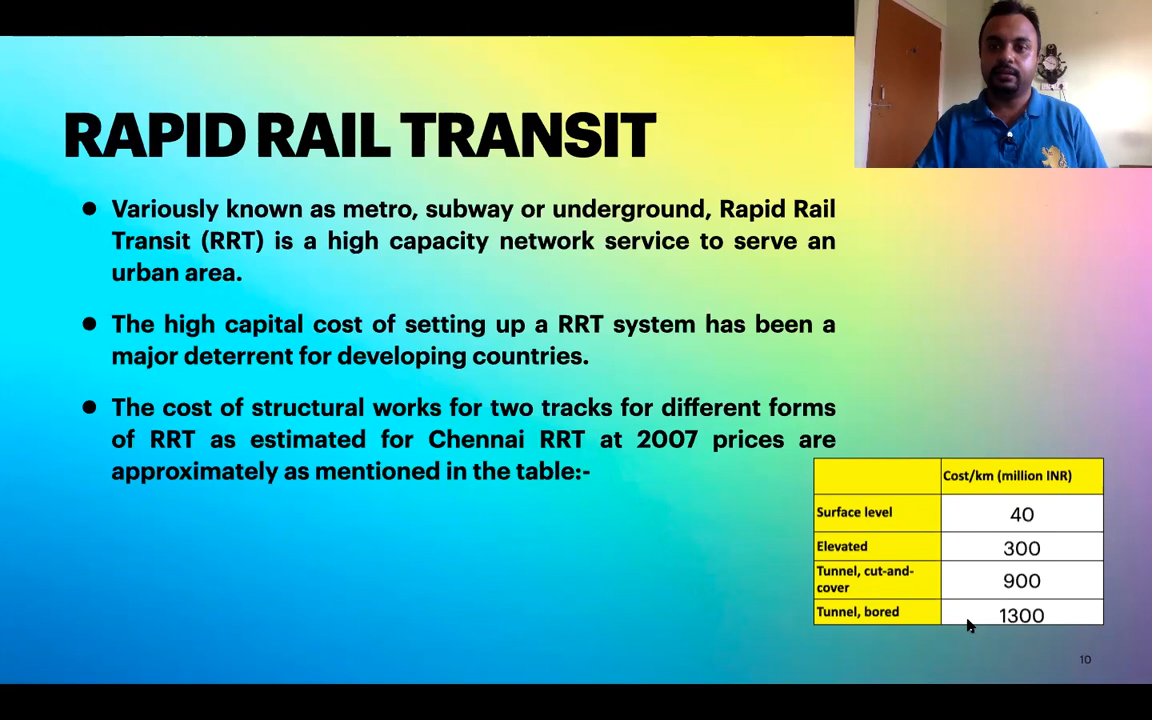 RAPID RAIL TRANSIT
● Variously known as metro, subway or underground, Rapid Rail
Transit (RRT) is a high capacity network service to serve an
urban area.
● The high capital cost of setting up a RRT system has been a
major deterrent for developing countries.
● The cost of structural works for two tracks for different forms
of RRT as estimated for Chennai RRT at 2007 prices are
approximately as mentioned in the table:-
Cost/km (million INR)
Surface level 40
Elevated 300
Tunnel, cut-and-
cover 900
Tunnel, bored 1300
10